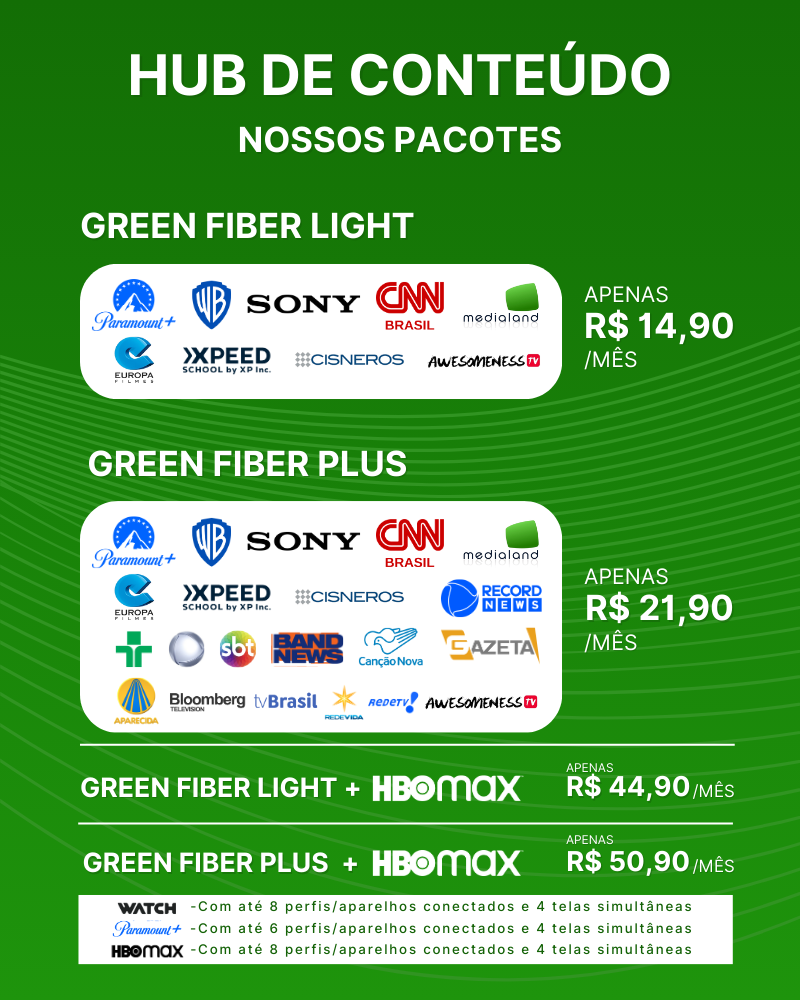 HUB DE CONTEÚDO
NOSSOS PACOTES
GREEN FIBER LIGHT
Paramount+ WB SONY CNN BRASIL medialand
EUROPA FILMES XPEED SCHOOL by XP Inc. CISNEROS AWESOMENESS TV
APENAS
R$ 14,90
/MÊS
GREEN FIBER PLUS
Paramount+ WB SONY CNN BRASIL medialand
EUROPA FILMES XPEED SCHOOL by XP Inc. CISNEROS RECORD NEWS
sbt BAND NEWS Canção Nova GAZETA
APARECIDA Bloomberg TELEVISION tvBrasil REDEVIDA REDETV! AWESOMENESS TV
APENAS
R$ 21,90
/MÊS
GREEN FIBER LIGHT + HBOmax
APENAS
R$ 44,90/MÊS
GREEN FIBER PLUS + HBOmax
APENAS
R$ 50,90/MÊS
WATCH -Com até 8 perfis/aparelhos conectados e 4 telas simultâneas
Paramount+ -Com até 6 perfis/aparelhos conectados e 4 telas simultâneas
HBOmax -Com até 8 perfis/aparelhos conectados e 4 telas simultâneas